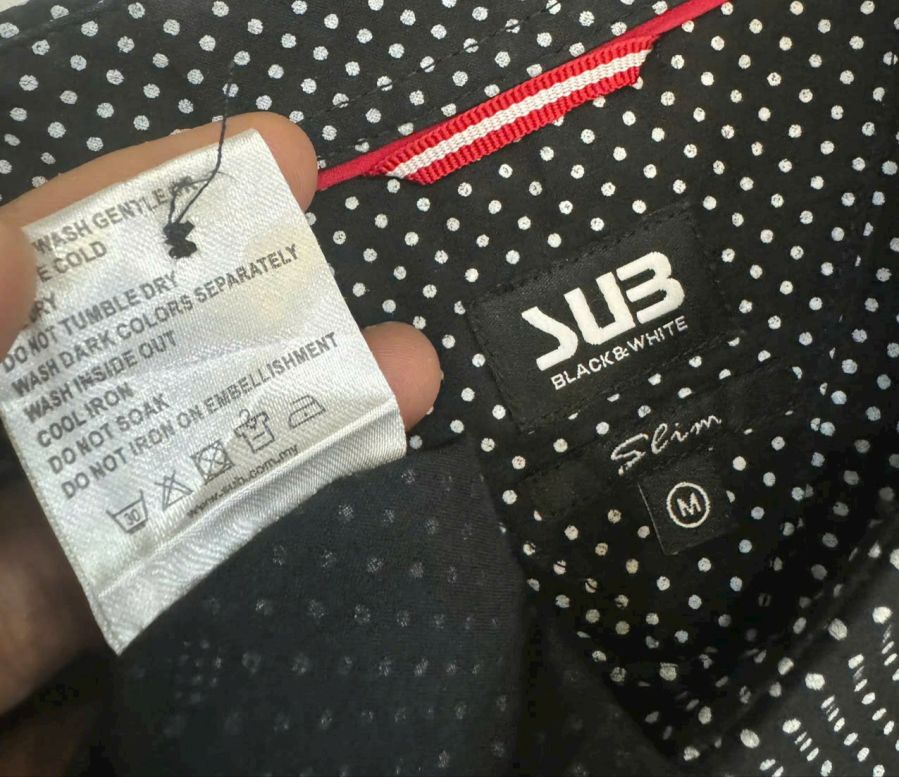 WASH GENTLE
COLD
DO NOT TUMBLE DRY
WASH DARK COLORS SEPARATELY
WASH INSIDE OUT
COOL IRON
DO NOT SOAK
DO NOT IRON ON EMBELLISHMENT
30
www.sub.com.my
SUB
BLACK&WHITE
Slim
M